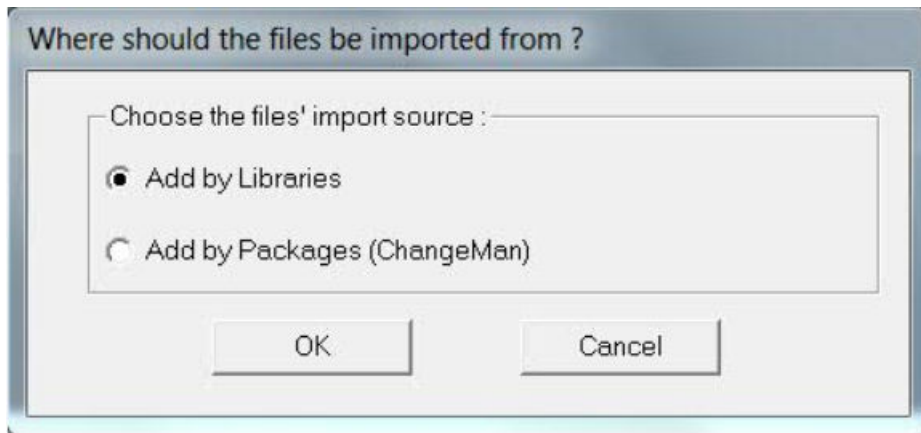 Where should the files be imported from ?
Choose the files' import source :
Add by Libraries
Add by Packages (ChangeMan)
OK
Cancel